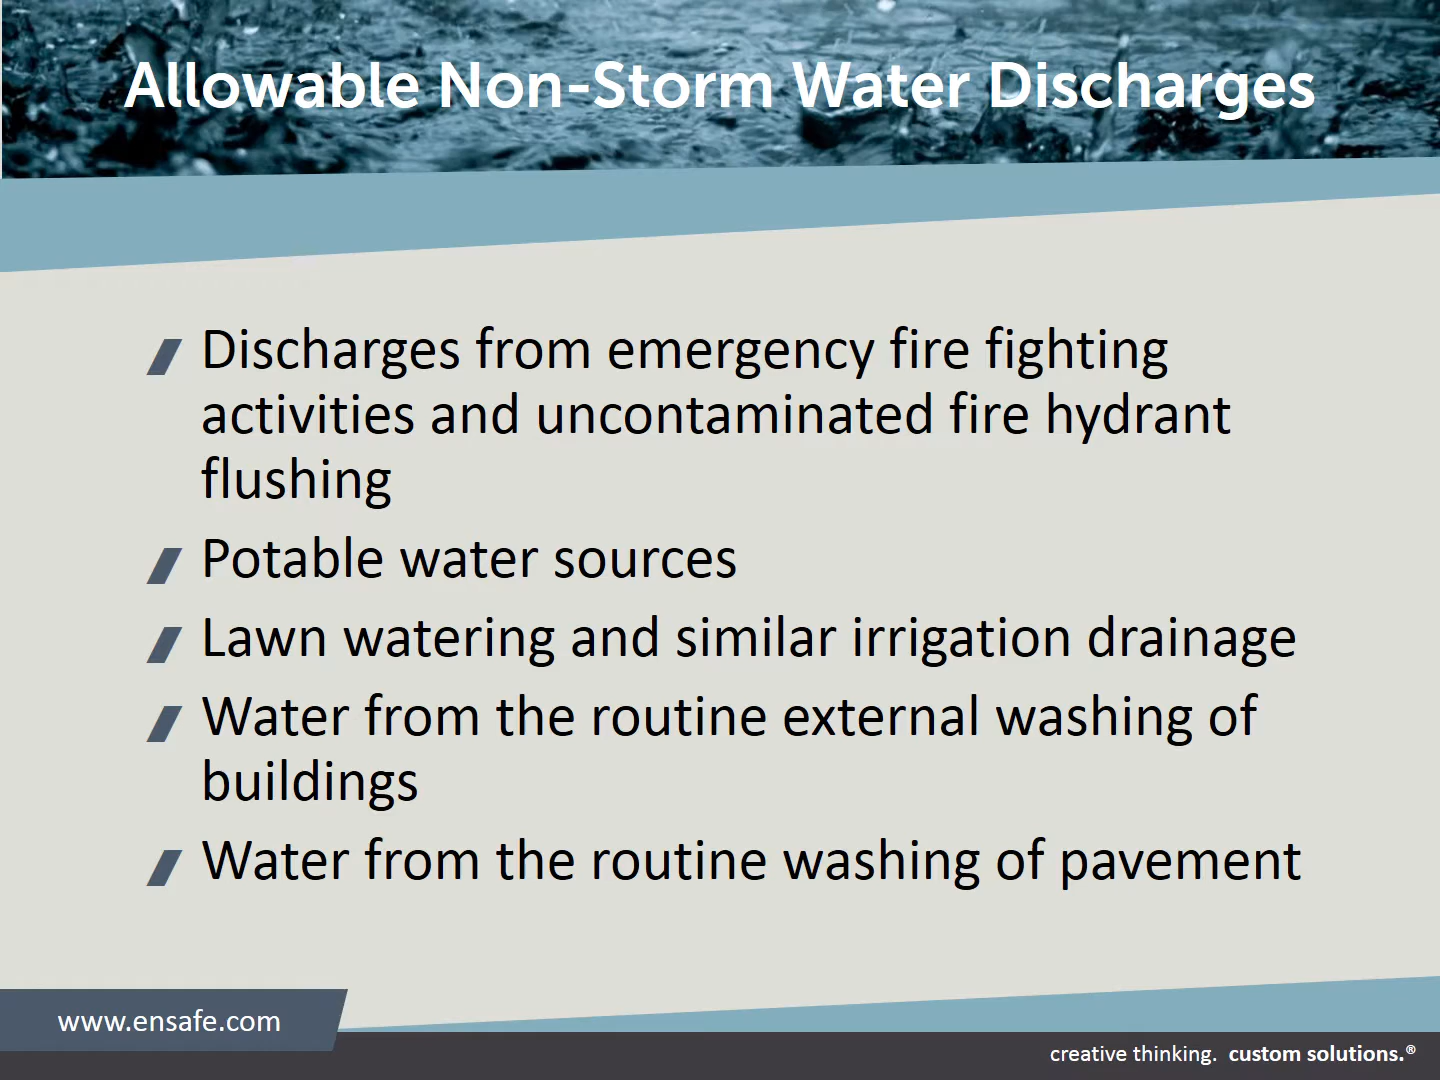 Allowable Non-Storm Water Discharges
Discharges from emergency fire fighting
activities and uncontaminated fire hydrant
flushing
Potable water sources
Lawn watering and similar irrigation drainage
Water from the routine external washing of
buildings
Water from the routine washing of pavement
www.ensafe.com
creative thinking. custom solutions.®